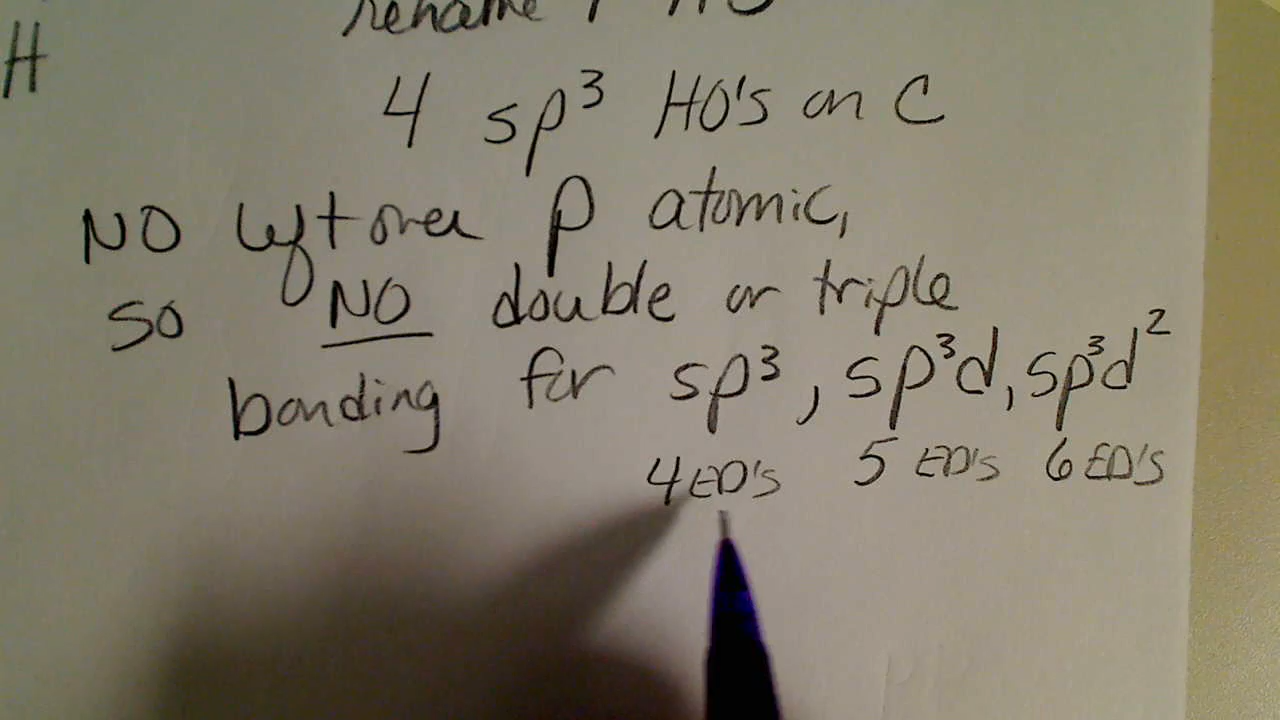 rename
H
4 sp³ HO's on C
NO leftover p atomic,
so NO double or triple
bonding for sp³, sp³d, sp³d²
4 ED's 5 ED's 6 ED's